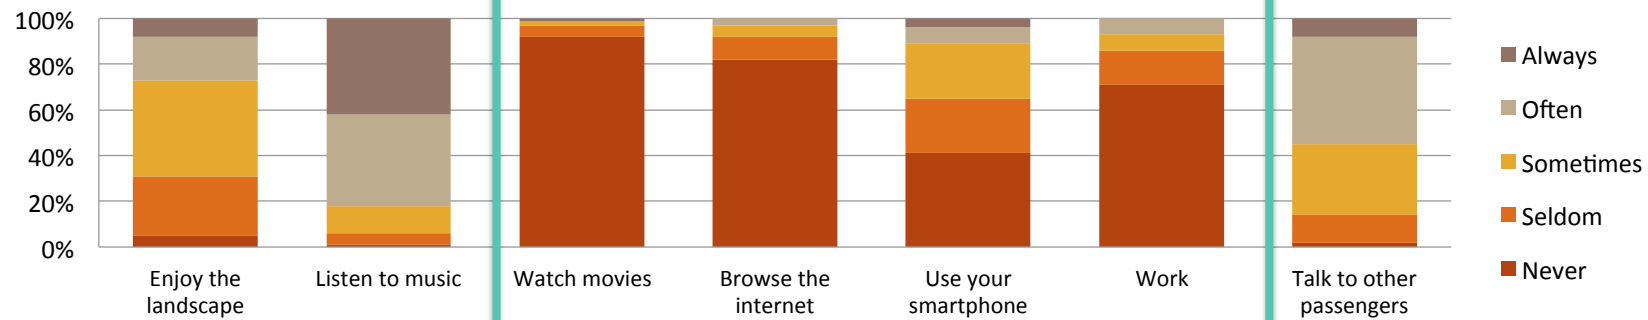 100%
80%
60%
40%
20%
0%
Enjoy the
landscape
Listen to music
Watch movies
Browse the
internet
Use your
smartphone
Work
Talk to other
passengers
Always
Often
Sometimes
Seldom
Never